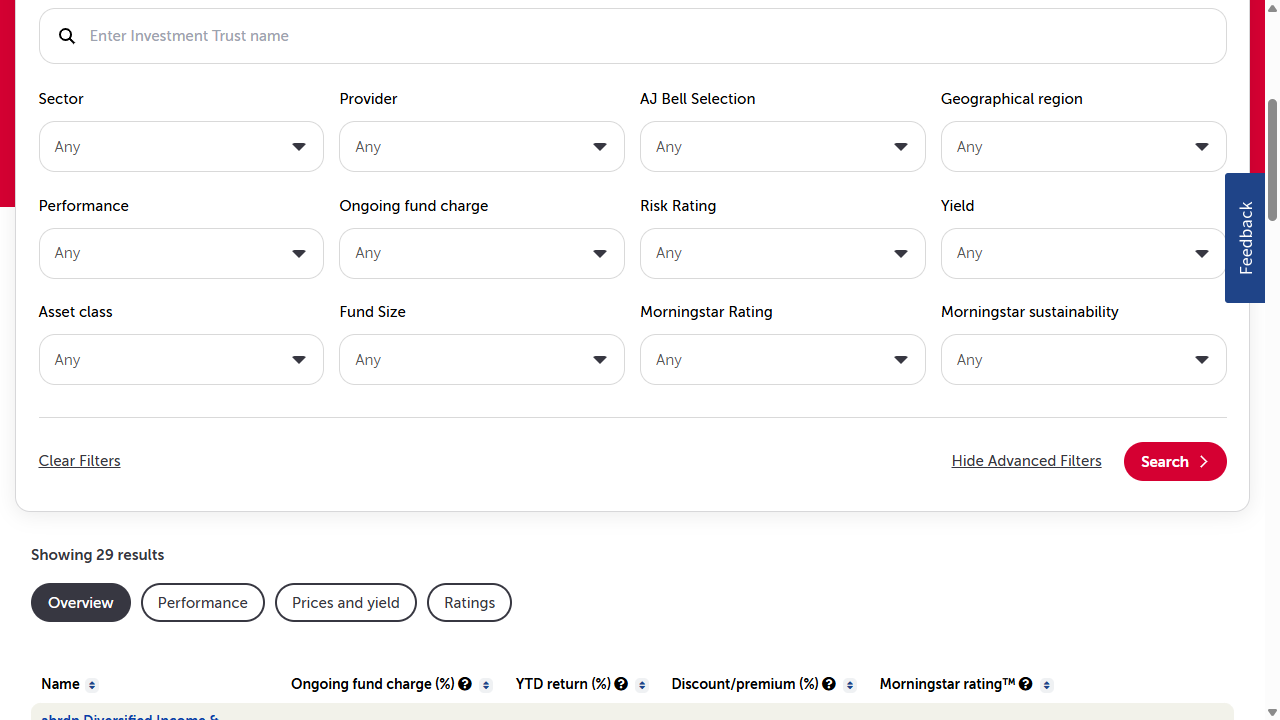 Enter Investment Trust name
Sector Provider AJ Bell Selection Geographical region
Any Any Any Any
Performance Ongoing fund charge Risk Rating Yield
Any Any Any Any
Feedback
Asset class Fund Size Morningstar Rating Morningstar sustainability
Any Any Any Any
Clear Filters Hide Advanced Filters Search
Showing 29 results
Overview Performance Prices and yield Ratings
Name Ongoing fund charge (%) YTD return (%) Discount/premium (%) Morningstar rating™
abrdn Diversified Income &